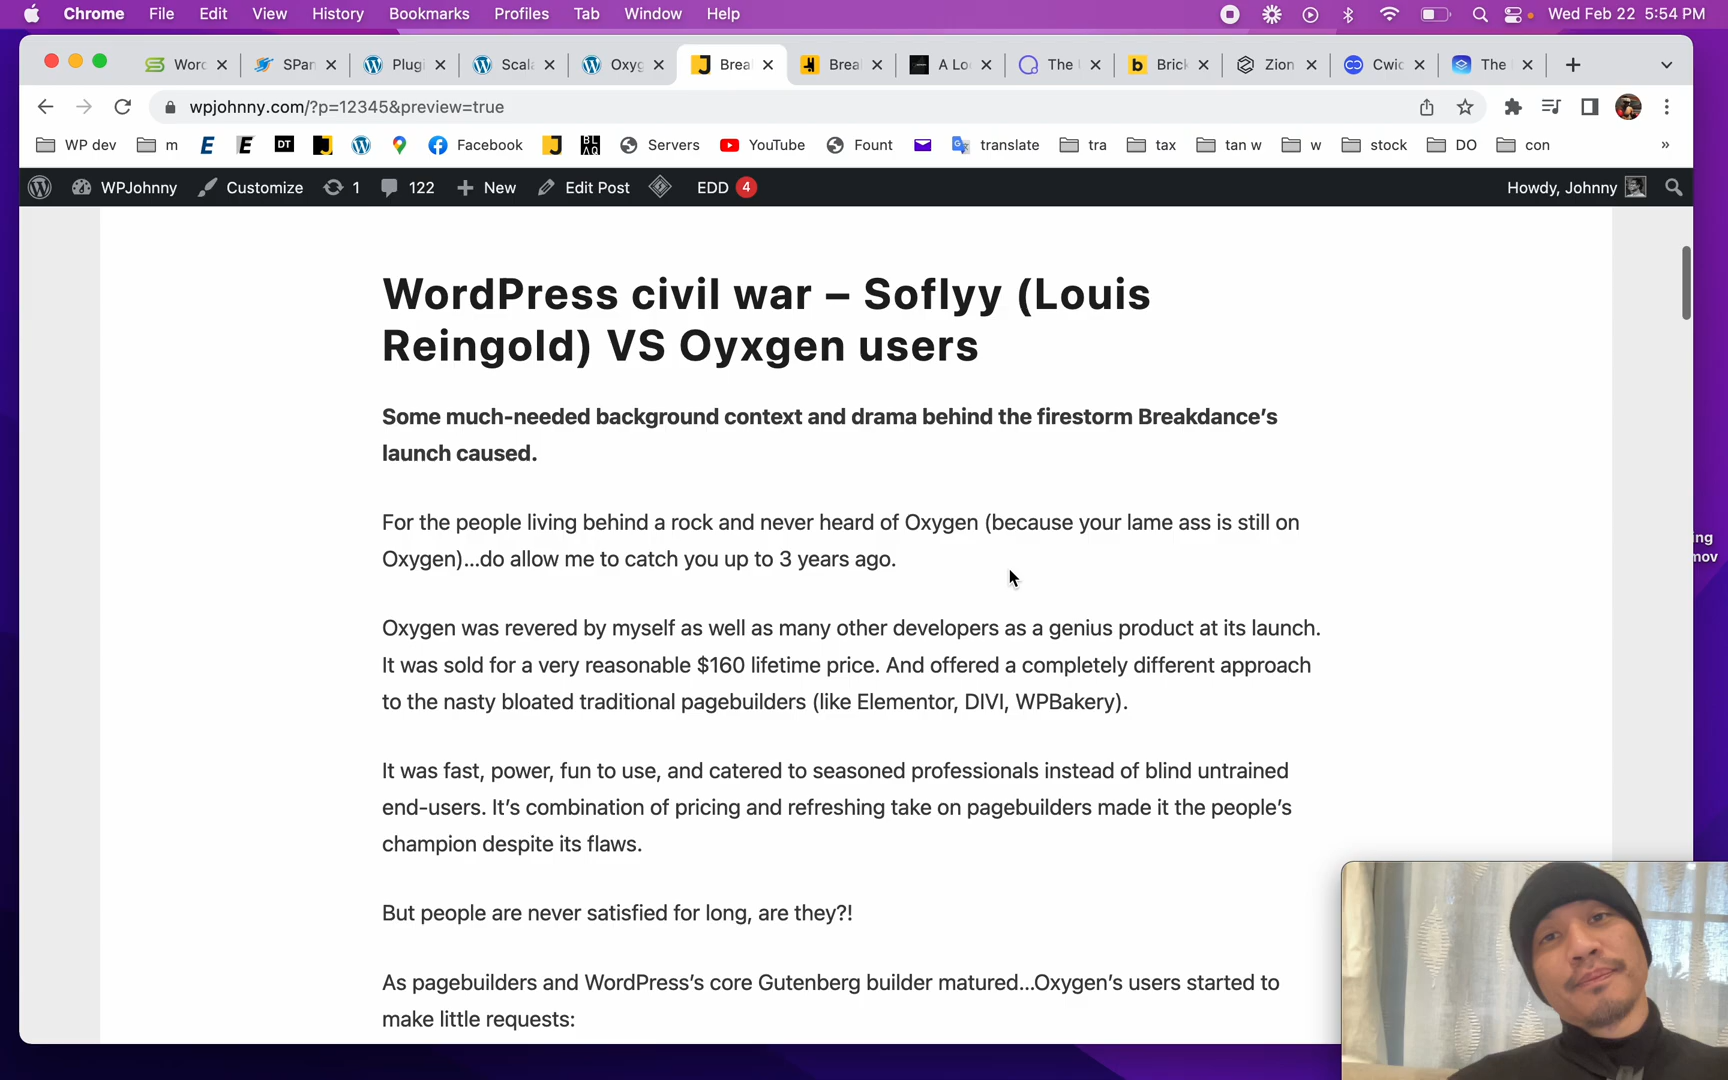 Chrome File Edit View History Bookmarks Profiles Tab Window Help Wed Feb 22 5:54 PM
Word SPan Plugi Scala Oxyg Brea Brea A Lo The Brick Zion Cwic The
wpjohnny.com/?p=12345&preview=true
WP dev m Facebook Servers YouTube Fount translate tra tax tan w w stock DO con »
WPJohnny Customize 1 122 New Edit Post EDD 4 Howdy, Johnny
WordPress civil war – Soflyy (Louis
Reingold) VS Oyxgen users
Some much-needed background context and drama behind the firestorm Breakdance’s
launch caused.
For the people living behind a rock and never heard of Oxygen (because your lame ass is still on
Oxygen)...do allow me to catch you up to 3 years ago.
ing
mov
Oxygen was revered by myself as well as many other developers as a genius product at its launch.
It was sold for a very reasonable $160 lifetime price. And offered a completely different approach
to the nasty bloated traditional pagebuilders (like Elementor, DIVI, WPBakery).
It was fast, power, fun to use, and catered to seasoned professionals instead of blind untrained
end-users. It’s combination of pricing and refreshing take on pagebuilders made it the people’s
champion despite its flaws.
But people are never satisfied for long, are they?!
As pagebuilders and WordPress’s core Gutenberg builder matured...Oxygen’s users started to
make little requests: